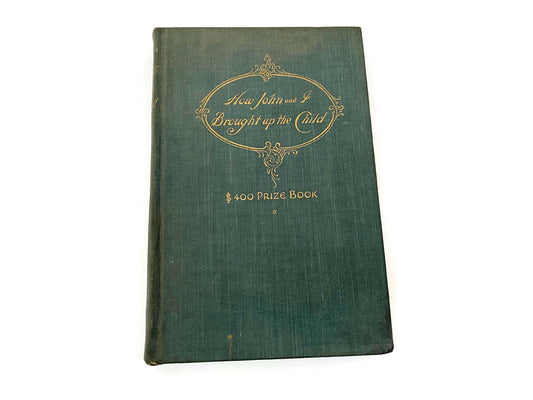 How John and I
Brought up the Child
$400 PRIZE BOOK